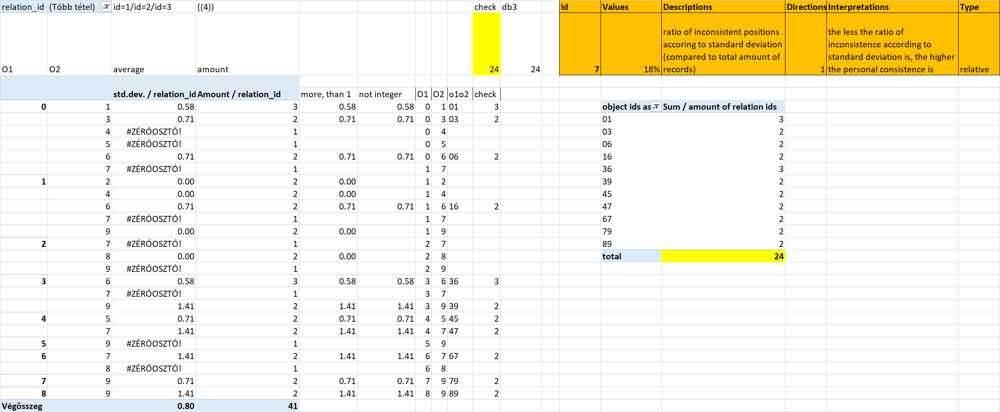 relation_id (Több tétel) id=1/id=2/id=3 ((4)) check db3 id Values Descriptions Directions Interpretations Type
ratio of inconsistent positions the less the ratio of
accoring to standard deviation inconsistence according to
(compared to total amount of standard deviation is, the higher
O1 O2 average amount 24 24 7 18% records) 1 the personal consistence is relative
std.dev. / relation_id Amount / relation_id more, than 1 not integer O1 O2 o1o2 check
0 1 0.58 3 0.58 0.58 0 1 01 3 object ids as Sum / amount of relation ids
3 0.71 2 0.71 0.71 0 3 03 2 01 3
4 #ZÉRÓOSZTÓ! 1 0 4 03 2
5 #ZÉRÓOSZTÓ! 1 0 5 06 2
6 0.71 2 0.71 0.71 0 6 06 2 16 2
7 #ZÉRÓOSZTÓ! 1 1 7 36 3
1 2 0.00 2 0.00 1 2 39 2
4 0.00 2 0.00 1 4 45 2
6 0.71 2 0.71 0.71 1 6 16 2 47 2
7 #ZÉRÓOSZTÓ! 1 1 7 67 2
9 0.00 2 0.00 1 9 79 2
2 7 #ZÉRÓOSZTÓ! 1 2 7 89 2
8 0.00 2 0.00 2 8 total 24
9 #ZÉRÓOSZTÓ! 1 2 9
3 6 0.58 3 0.58 0.58 3 6 36 3
7 #ZÉRÓOSZTÓ! 1 3 7
9 1.41 2 1.41 1.41 3 9 39 2
4 5 0.71 2 0.71 0.71 4 5 45 2
7 1.41 2 1.41 1.41 4 7 47 2
5 9 #ZÉRÓOSZTÓ! 1 5 9
6 7 1.41 2 1.41 1.41 6 7 67 2
8 #ZÉRÓOSZTÓ! 1 6 8
7 9 0.71 2 0.71 0.71 7 9 79 2
8 9 1.41 2 1.41 1.41 8 9 89 2
Végösszeg 0.80 41